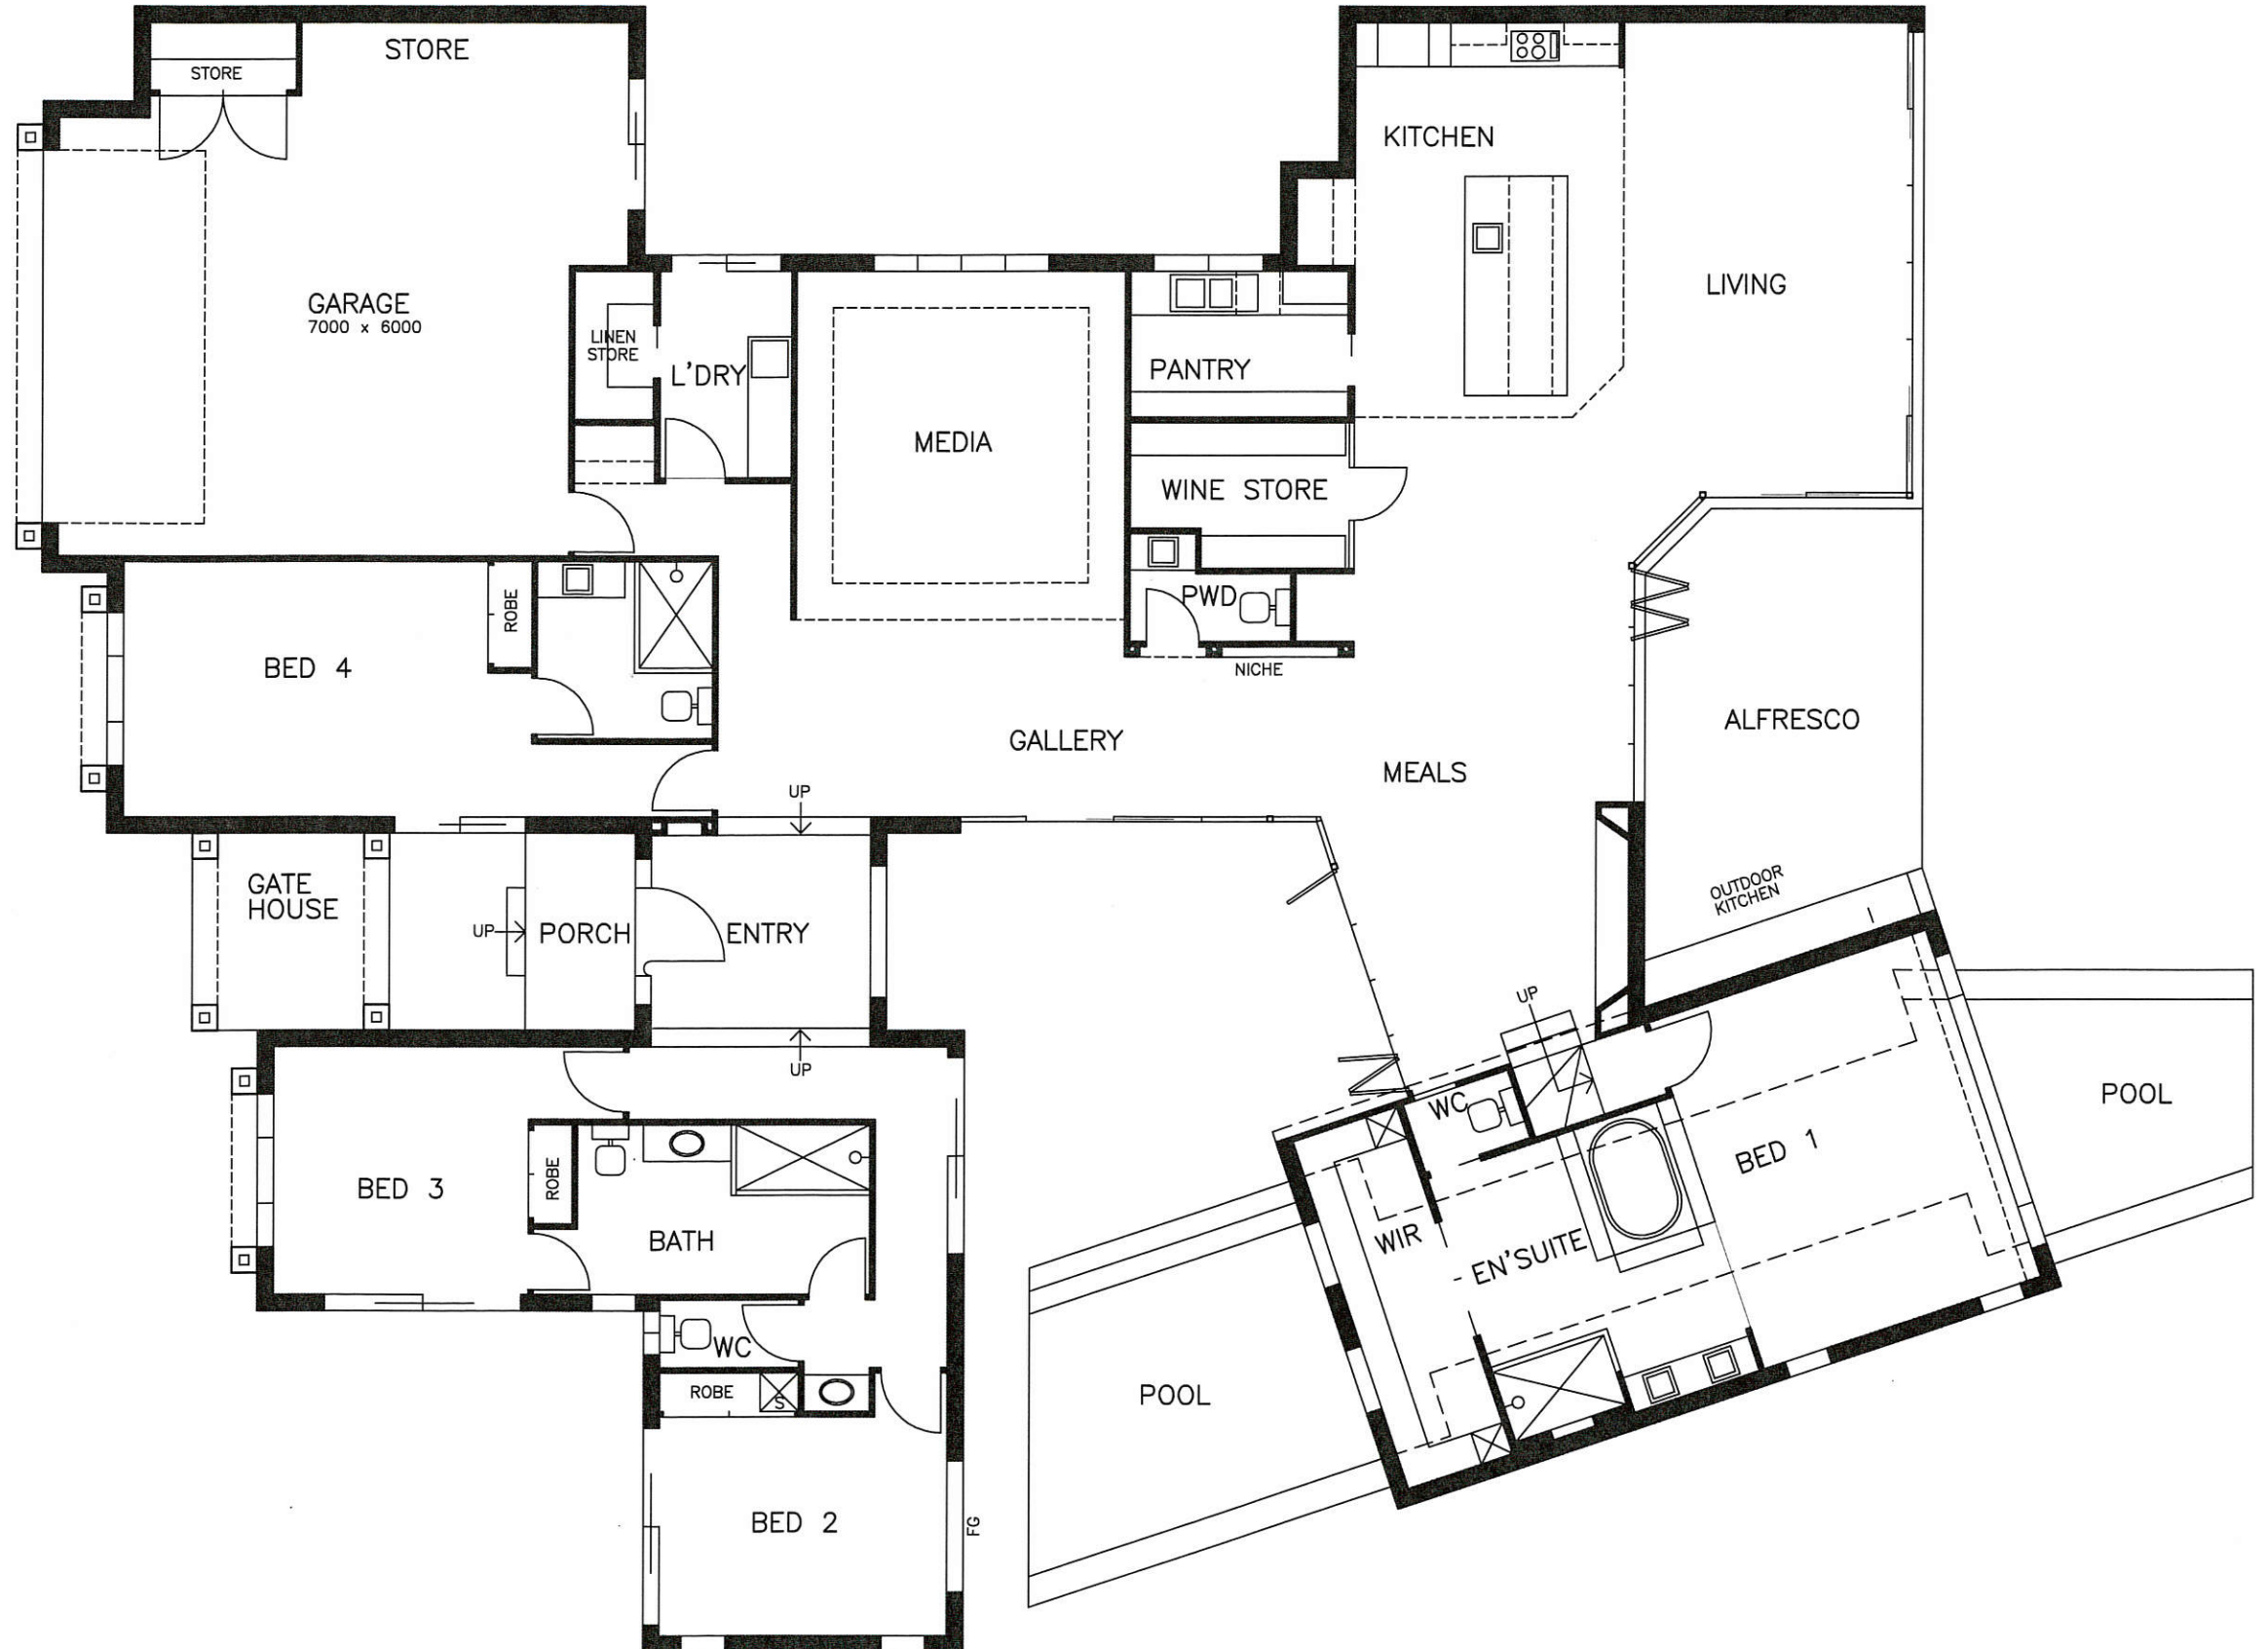 STORE
STORE
KITCHEN
LIVING
GARAGE
7000 x 6000
LINEN
STORE
L'DRY
MEDIA
PANTRY
WINE STORE
PWD
NICHE
ROBE
BED 4
GALLERY
MEALS
ALFRESCO
UP
GATE
HOUSE
UP
PORCH
ENTRY
OUTDOOR
KITCHEN
UP
UP
WC
BED 1
POOL
BED 3
ROBE
BATH
WIR
EN'SUITE
WC
ROBE
S
POOL
BED 2
FG